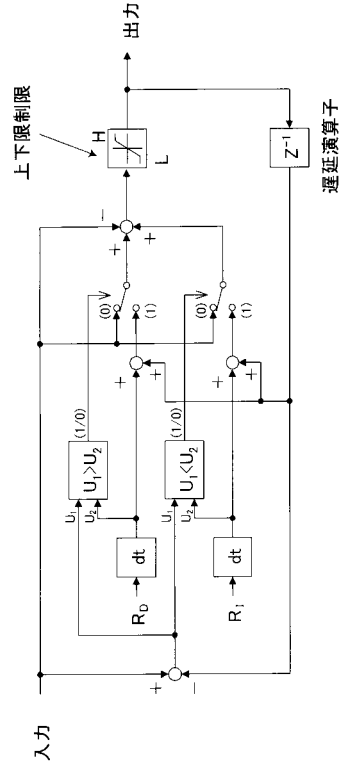 入力
+
−
R_D
dt
U₁
U₂
U₁>U₂
(1/0)
(0)
(1)
+
+
R_I
dt
U₁
U₂
U₁<U₂
(1/0)
(0)
(1)
+
+
−
+
+
上下限制限
H
L
出力
Z⁻¹
遅延演算子